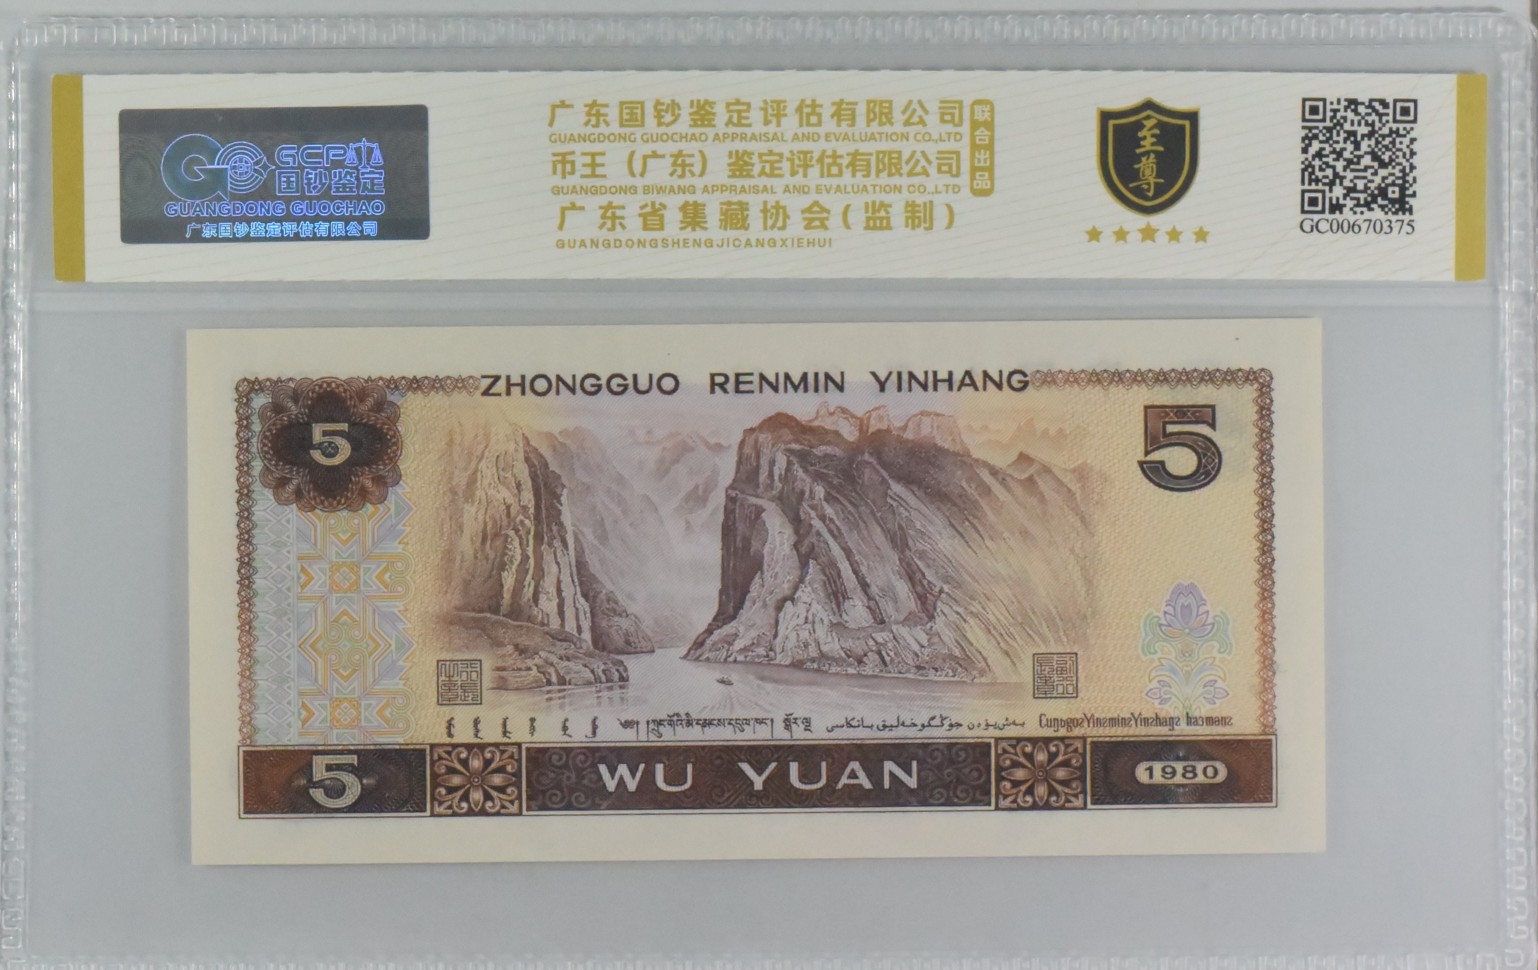 GCP
国钞鉴定
GUANGDONG GUOCHAO
广东国钞鉴定评估有限公司
广东国钞鉴定评估有限公司
GUANGDONG GUOCHAO APPRAISAL AND EVALUATION CO.,LTD
币王（广东）鉴定评估有限公司
GUANGDONG BIWANG APPRAISAL AND EVALUATION CO.,LTD
广东省集藏协会(监制)
GUANGDONGSHENGJICANGXIEHUI
联合出品
至尊
GC00670375
ZHONGGUO RENMIN YINHANG
5
5
5
WU YUAN
1980